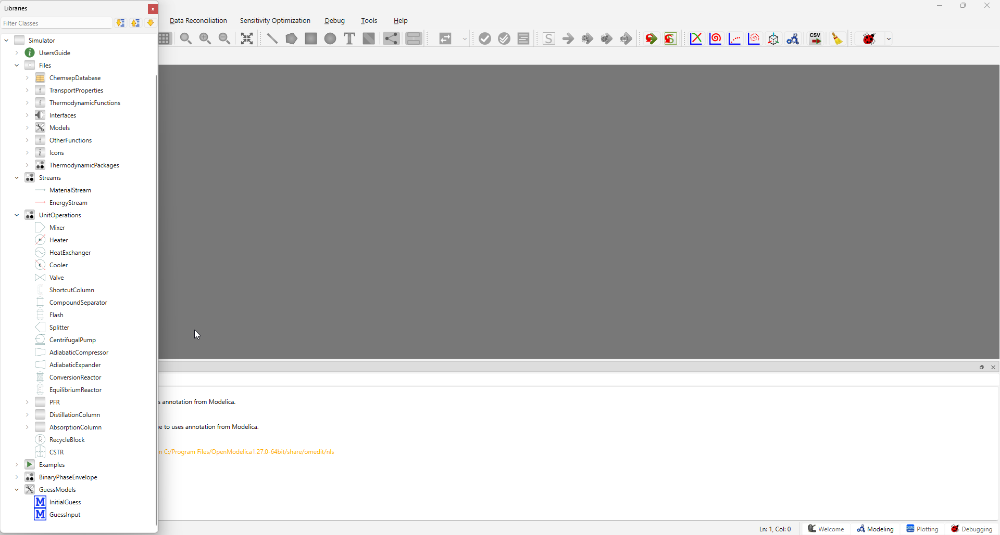 Libraries
x
Filter Classes
Data Reconciliation Sensitivity Optimization Debug Tools Help
T S S CSV
Simulator
i UsersGuide
Files
ChemsepDatabase
f TransportProperties
f ThermodynamicFunctions
Interfaces
Models
f OtherFunctions
i Icons
ThermodynamicPackages
Streams
MaterialStream
EnergyStream
UnitOperations
Mixer
H Heater
HeatExchanger
C Cooler
Valve
ShortcutColumn
CompoundSeparator
Flash
Splitter
CentrifugalPump
AdiabaticCompressor
AdiabaticExpander
ConversionReactor
E EquilibriumReactor
PFR
DistillationColumn
AbsorptionColumn
R RecycleBlock
CSTR
Examples
BinaryPhaseEnvelope
GuessModels
M InitialGuess
M GuessInput
s annotation from Modelica.
e to uses annotation from Modelica.
n C:/Program Files/OpenModelica1.27.0-64bit/share/omedit/nls
Ln: 1, Col: 0 Welcome Modeling Plotting Debugging